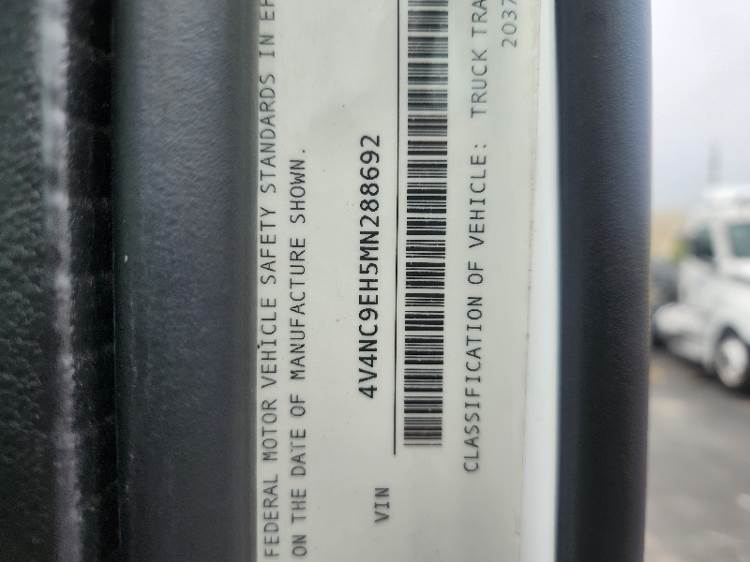 FEDERAL MOTOR VEHICLE SAFETY STANDARDS IN EF
ON THE DATE OF MANUFACTURE SHOWN.
4V4NC9EH5MN288692
VIN
CLASSIFICATION OF VEHICLE: TRUCK TRA
2037